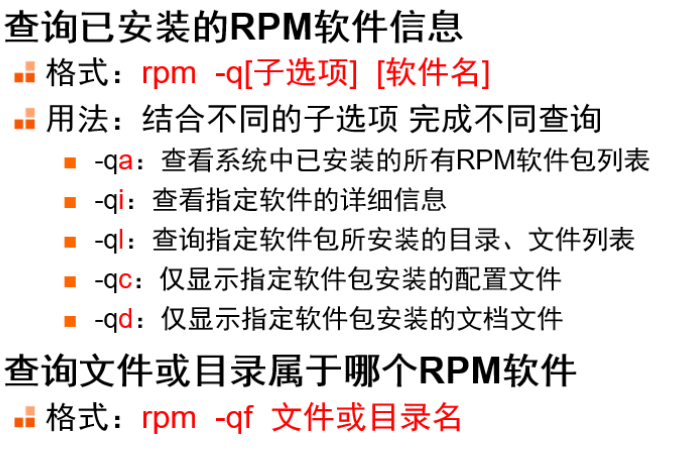 查询已安装的RPM软件信息
格式：rpm -q[子选项] [软件名]
用法：结合不同的子选项 完成不同查询
-qa：查看系统中已安装的所有RPM软件包列表
-qi：查看指定软件的详细信息
-ql：查询指定软件包所安装的目录、文件列表
-qc：仅显示指定软件包安装的配置文件
-qd：仅显示指定软件包安装的文档文件
查询文件或目录属于哪个RPM软件
格式：rpm -qf 文件或目录名